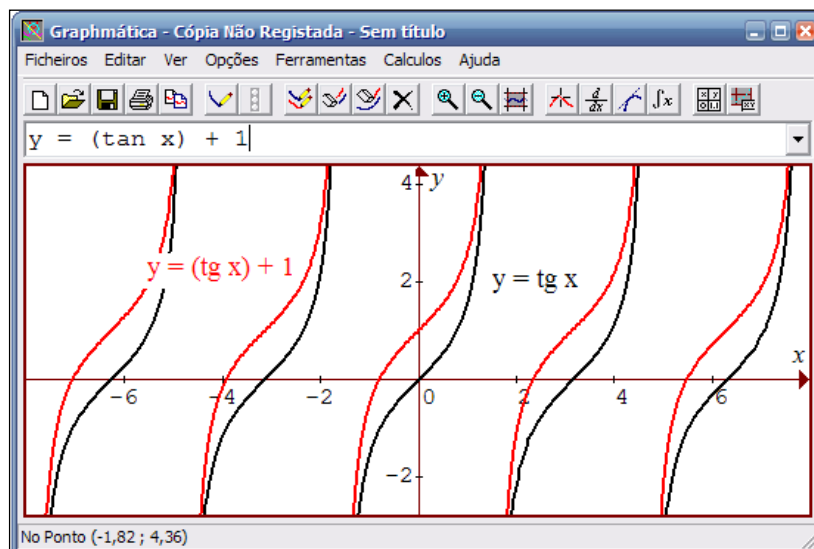 Graphmática - Cópia Não Registada - Sem título
Ficheiros Editar Ver Opções Ferramentas Calculos Ajuda
y = (tan x) + 1
4 y
y = (tg x) + 1
2
y = tg x
x
-6 -4 -2 0 2 4 6
-2
No Ponto (-1,82 ; 4,36)